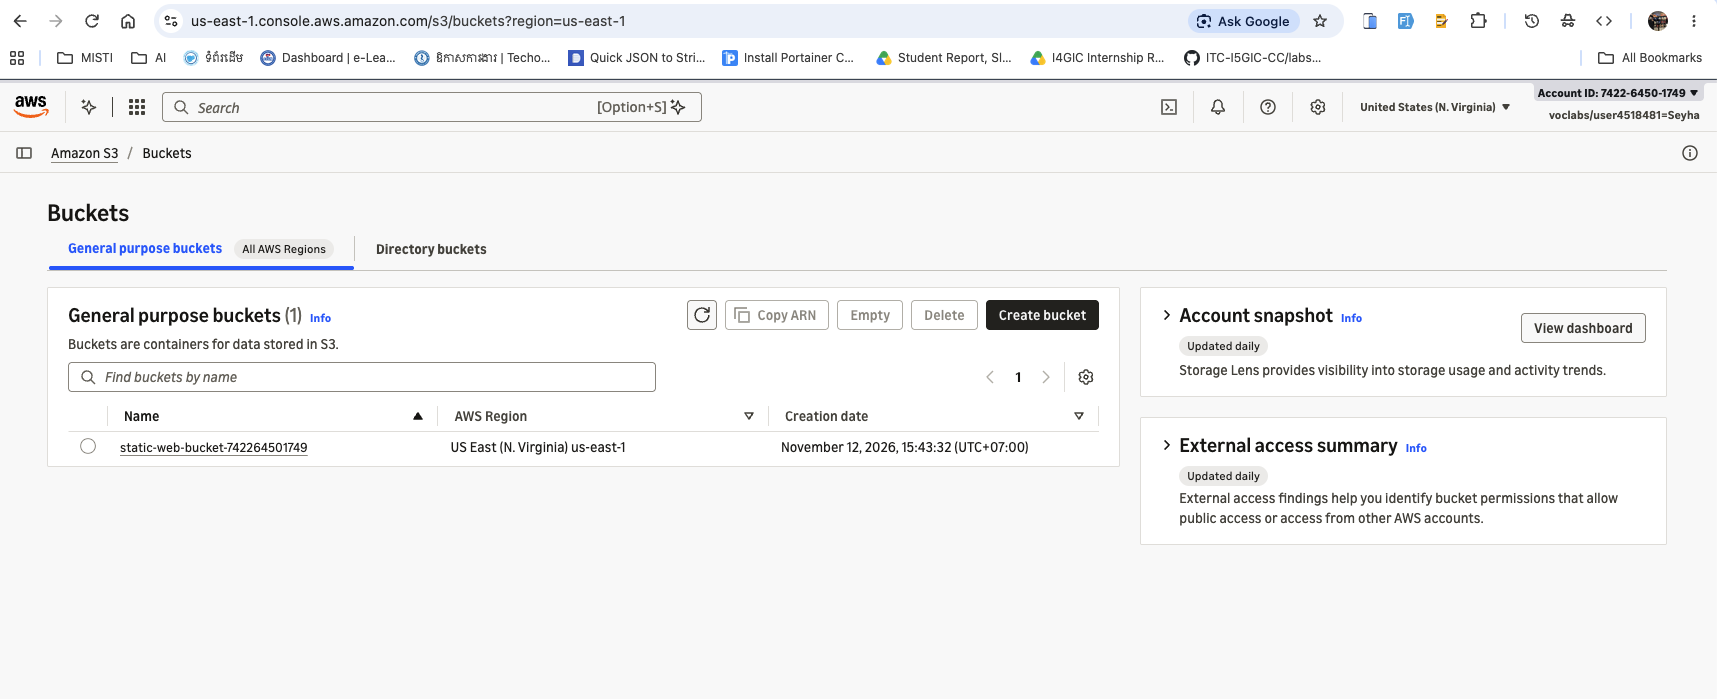 us-east-1.console.aws.amazon.com/s3/buckets?region=us-east-1
Ask Google
MISTI
AI
ទំព័រដើម
Dashboard | e-Lea...
ឱកាសការងារ | Techo...
Quick JSON to Stri...
Install Portainer C...
Student Report, Sl...
I4GIC Internship R...
ITC-I5GIC-CC/labs...
All Bookmarks
aws
Search
[Option+S]
United States (N. Virginia)
Account ID: 7422-6450-1749
voclabs/user4518481=Seyha
Amazon S3 / Buckets
Buckets
General purpose buckets
All AWS Regions
Directory buckets
General purpose buckets (1) Info
Copy ARN
Empty
Delete
Create bucket
Buckets are containers for data stored in S3.
Find buckets by name
1
Name
AWS Region
Creation date
static-web-bucket-742264501749
US East (N. Virginia) us-east-1
November 12, 2026, 15:43:32 (UTC+07:00)
Account snapshot Info
View dashboard
Updated daily
Storage Lens provides visibility into storage usage and activity trends.
External access summary Info
Updated daily
External access findings help you identify bucket permissions that allow
public access or access from other AWS accounts.